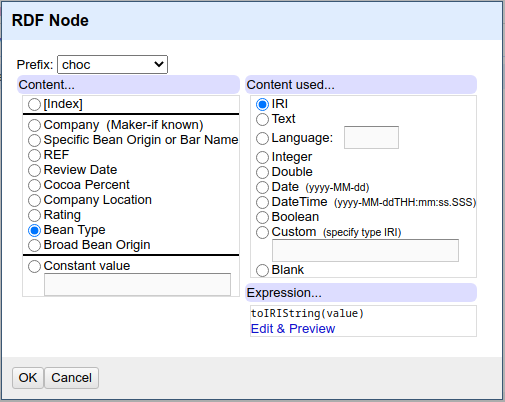 RDF Node
Prefix: choc
Content...
[Index]
Company (Maker-if known)
Specific Bean Origin or Bar Name
REF
Review Date
Cocoa Percent
Company Location
Rating
Bean Type
Broad Bean Origin
Constant value
Content used...
IRI
Text
Language:
Integer
Double
Date (yyyy-MM-dd)
DateTime (yyyy-MM-ddTHH:mm:ss.SSS)
Boolean
Custom (specify type IRI)
Blank
Expression...
toIRIString(value)
Edit & Preview
OK Cancel